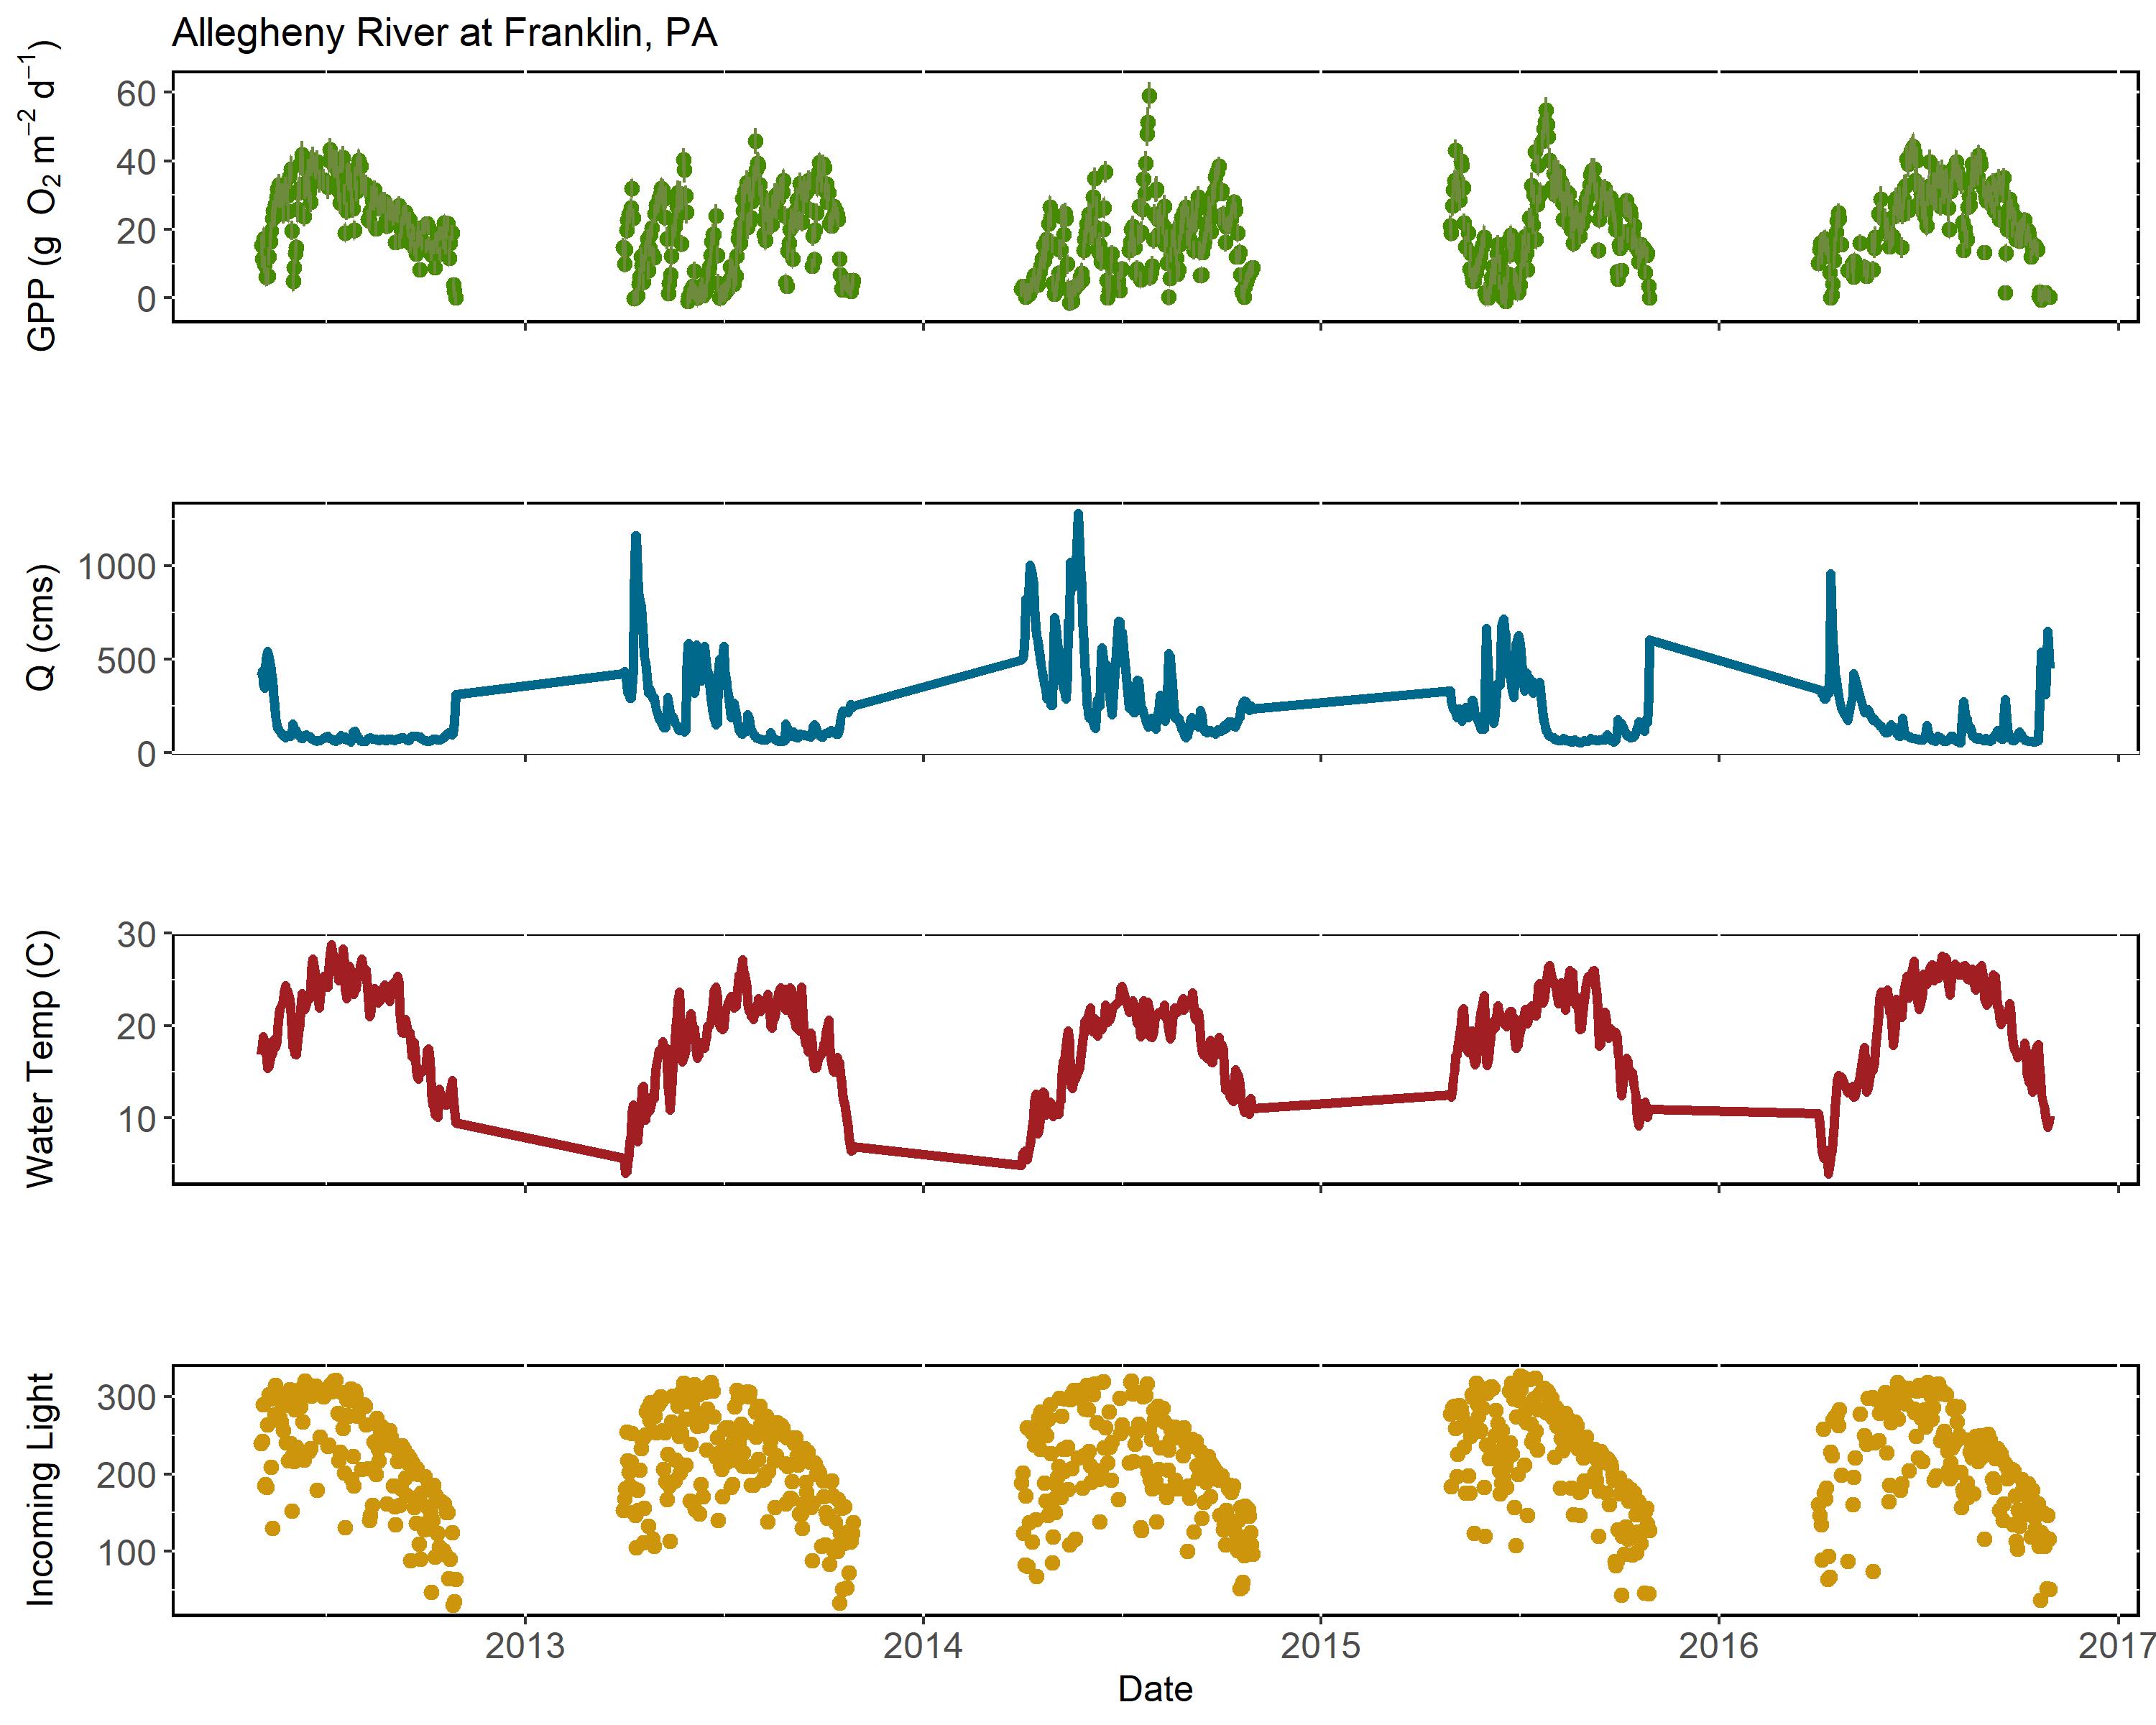 Allegheny River at Franklin, PA
GPP (g O₂ m⁻² d⁻¹)
60
40
20
0
Q (cms)
1000
500
0
Water Temp (C)
30
20
10
Incoming Light
300
200
100
2013 2014 2015 2016 2017
Date